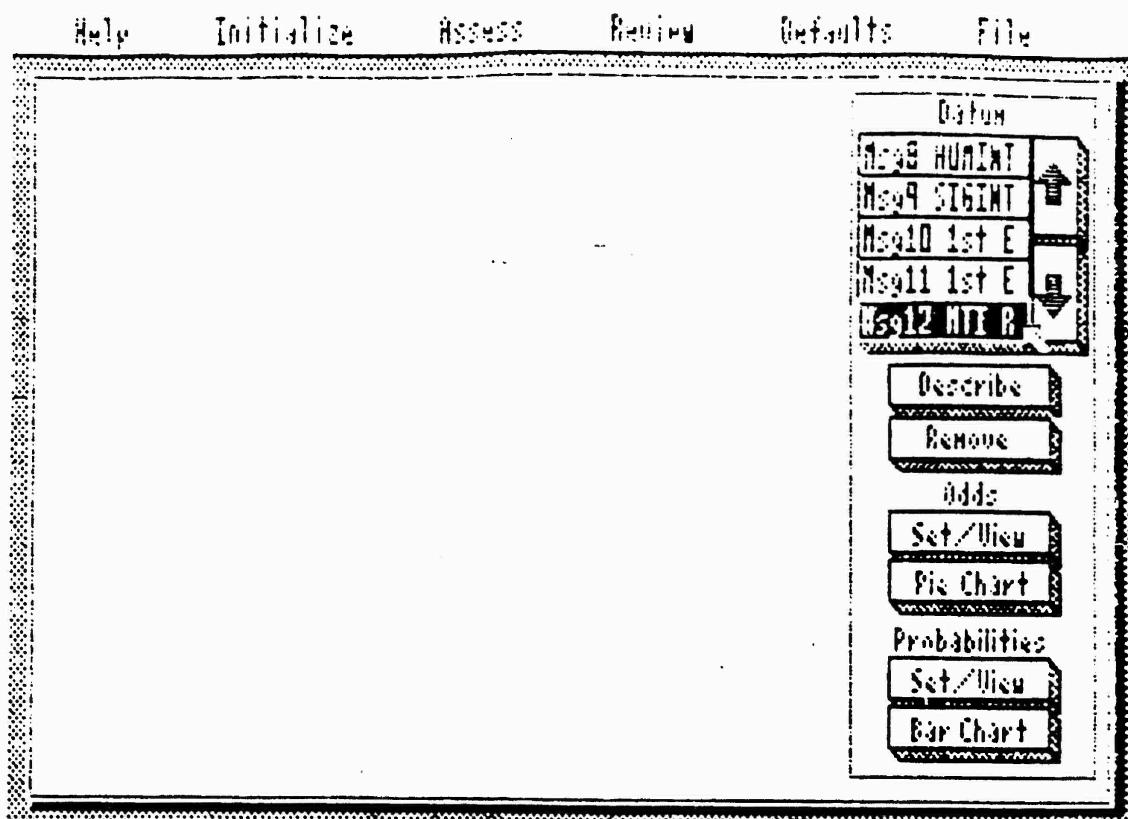 Help Initialize Assess Review Defaults File
Datum
Msg8 HUMINT
Msg9 SIGINT
Msg10 1st E
Msg11 1st E
Msg12 MTI R
Describe
Remove
Odds
Set/View
Pie Chart
Probabilities
Set/View
Bar Chart